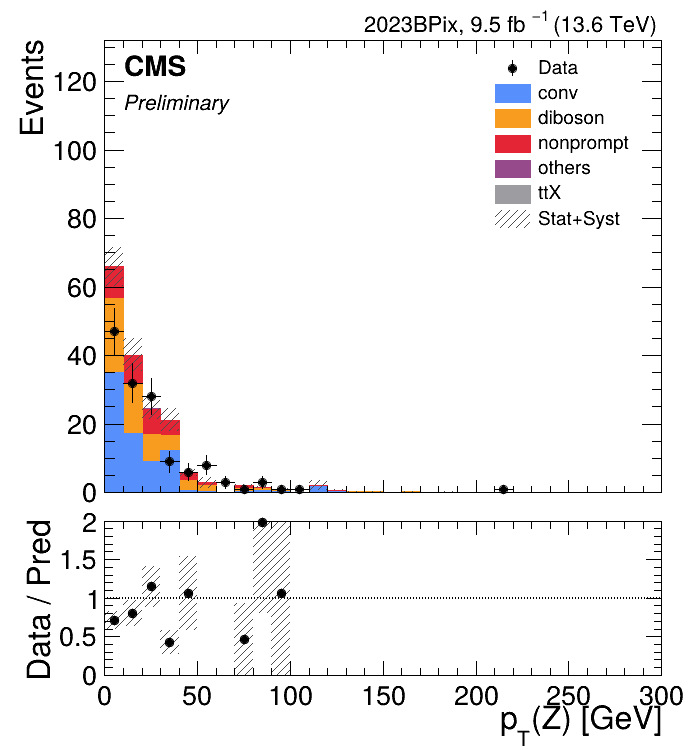 2023BPix, 9.5 fb⁻¹ (13.6 TeV)
CMS
Preliminary
Events
120
100
80
60
40
20
0
Data
conv
diboson
nonprompt
others
ttX
Stat+Syst
Data / Pred
2
1.5
1
0.5
0
0 50 100 150 200 250 300
p_T(Z) [GeV]